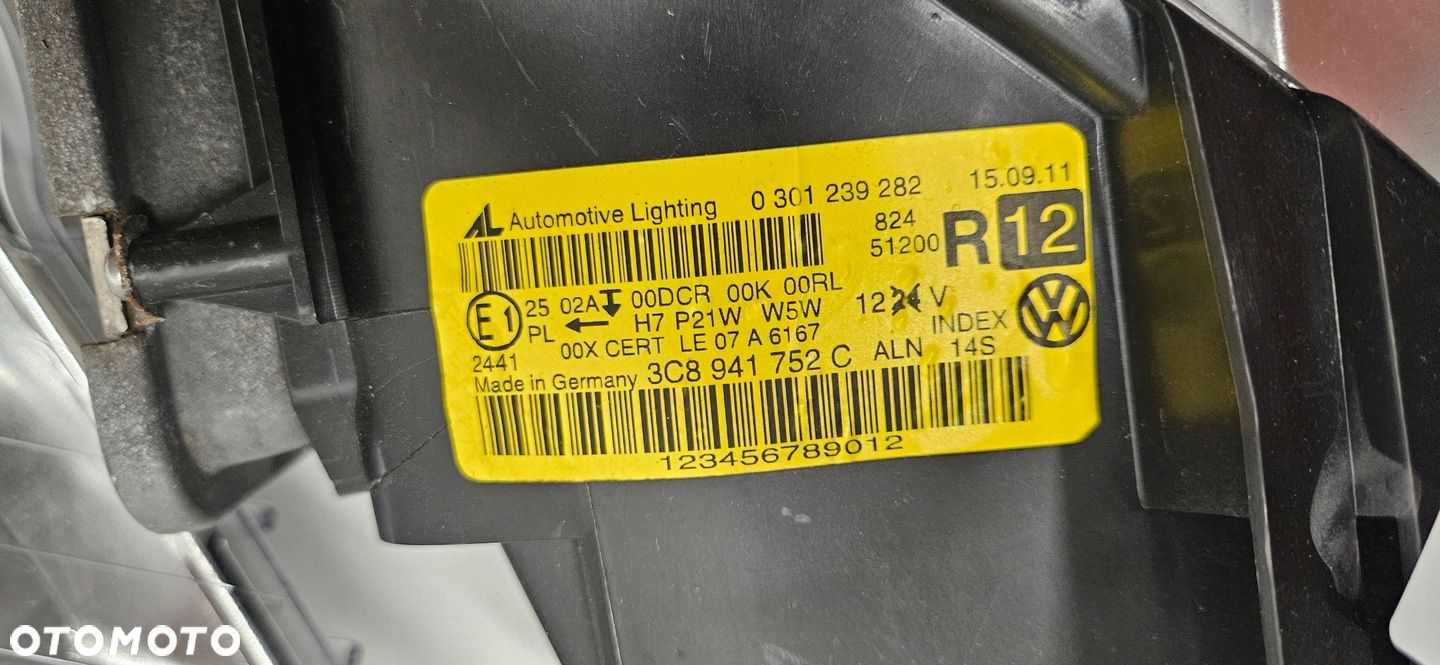 AL Automotive Lighting 0 301 239 282 15.09.11
824
51200 R 12
E1 25 02A 00DCR 00K 00RL
PL ← H7 P21W W5W 12 24 V
2441 00X CERT LE 07 A 6167 INDEX
Made in Germany 3C8 941 752 C ALN 14S
123456789012
OTOMOTO